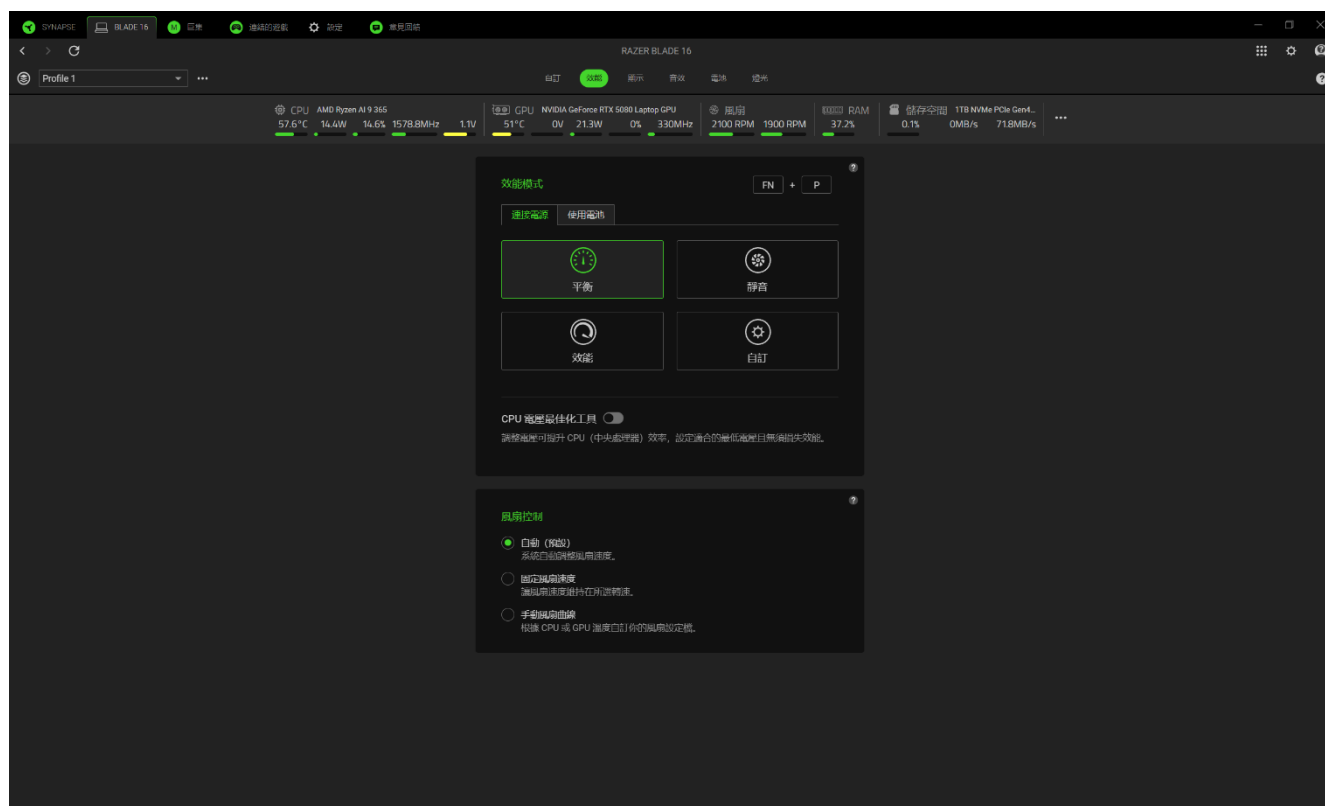 SYNAPSE BLADE 16 巨集 連結的遊戲 設定 意見回饋
RAZER BLADE 16
Profile 1
自訂 效能 顯示 音效 電池 燈光
CPU AMD Ryzen AI 9 365 GPU NVIDIA GeForce RTX 5080 Laptop GPU 風扇 RAM 儲存空間 1TB NVMe PCIe Gen4...
57.6°C 14.4W 14.6% 1578.8MHz 1.1V 51°C 0V 21.3W 0% 330MHz 2100 RPM 1900 RPM 37.2% 0.1% 0MB/s 71.8MB/s
效能模式 FN + P
連接電源 使用電池
平衡 靜音
效能 自訂
CPU 電壓最佳化工具
調整電壓可提升 CPU（中央處理器）效率，設定適合的最低電壓且無須損失效能。
風扇控制
自動（預設）
系統自動調整風扇速度。
固定風扇速度
讓風扇速度維持在所選轉速。
手動風扇曲線
根據 CPU 或 GPU 溫度自訂你的風扇設定檔。